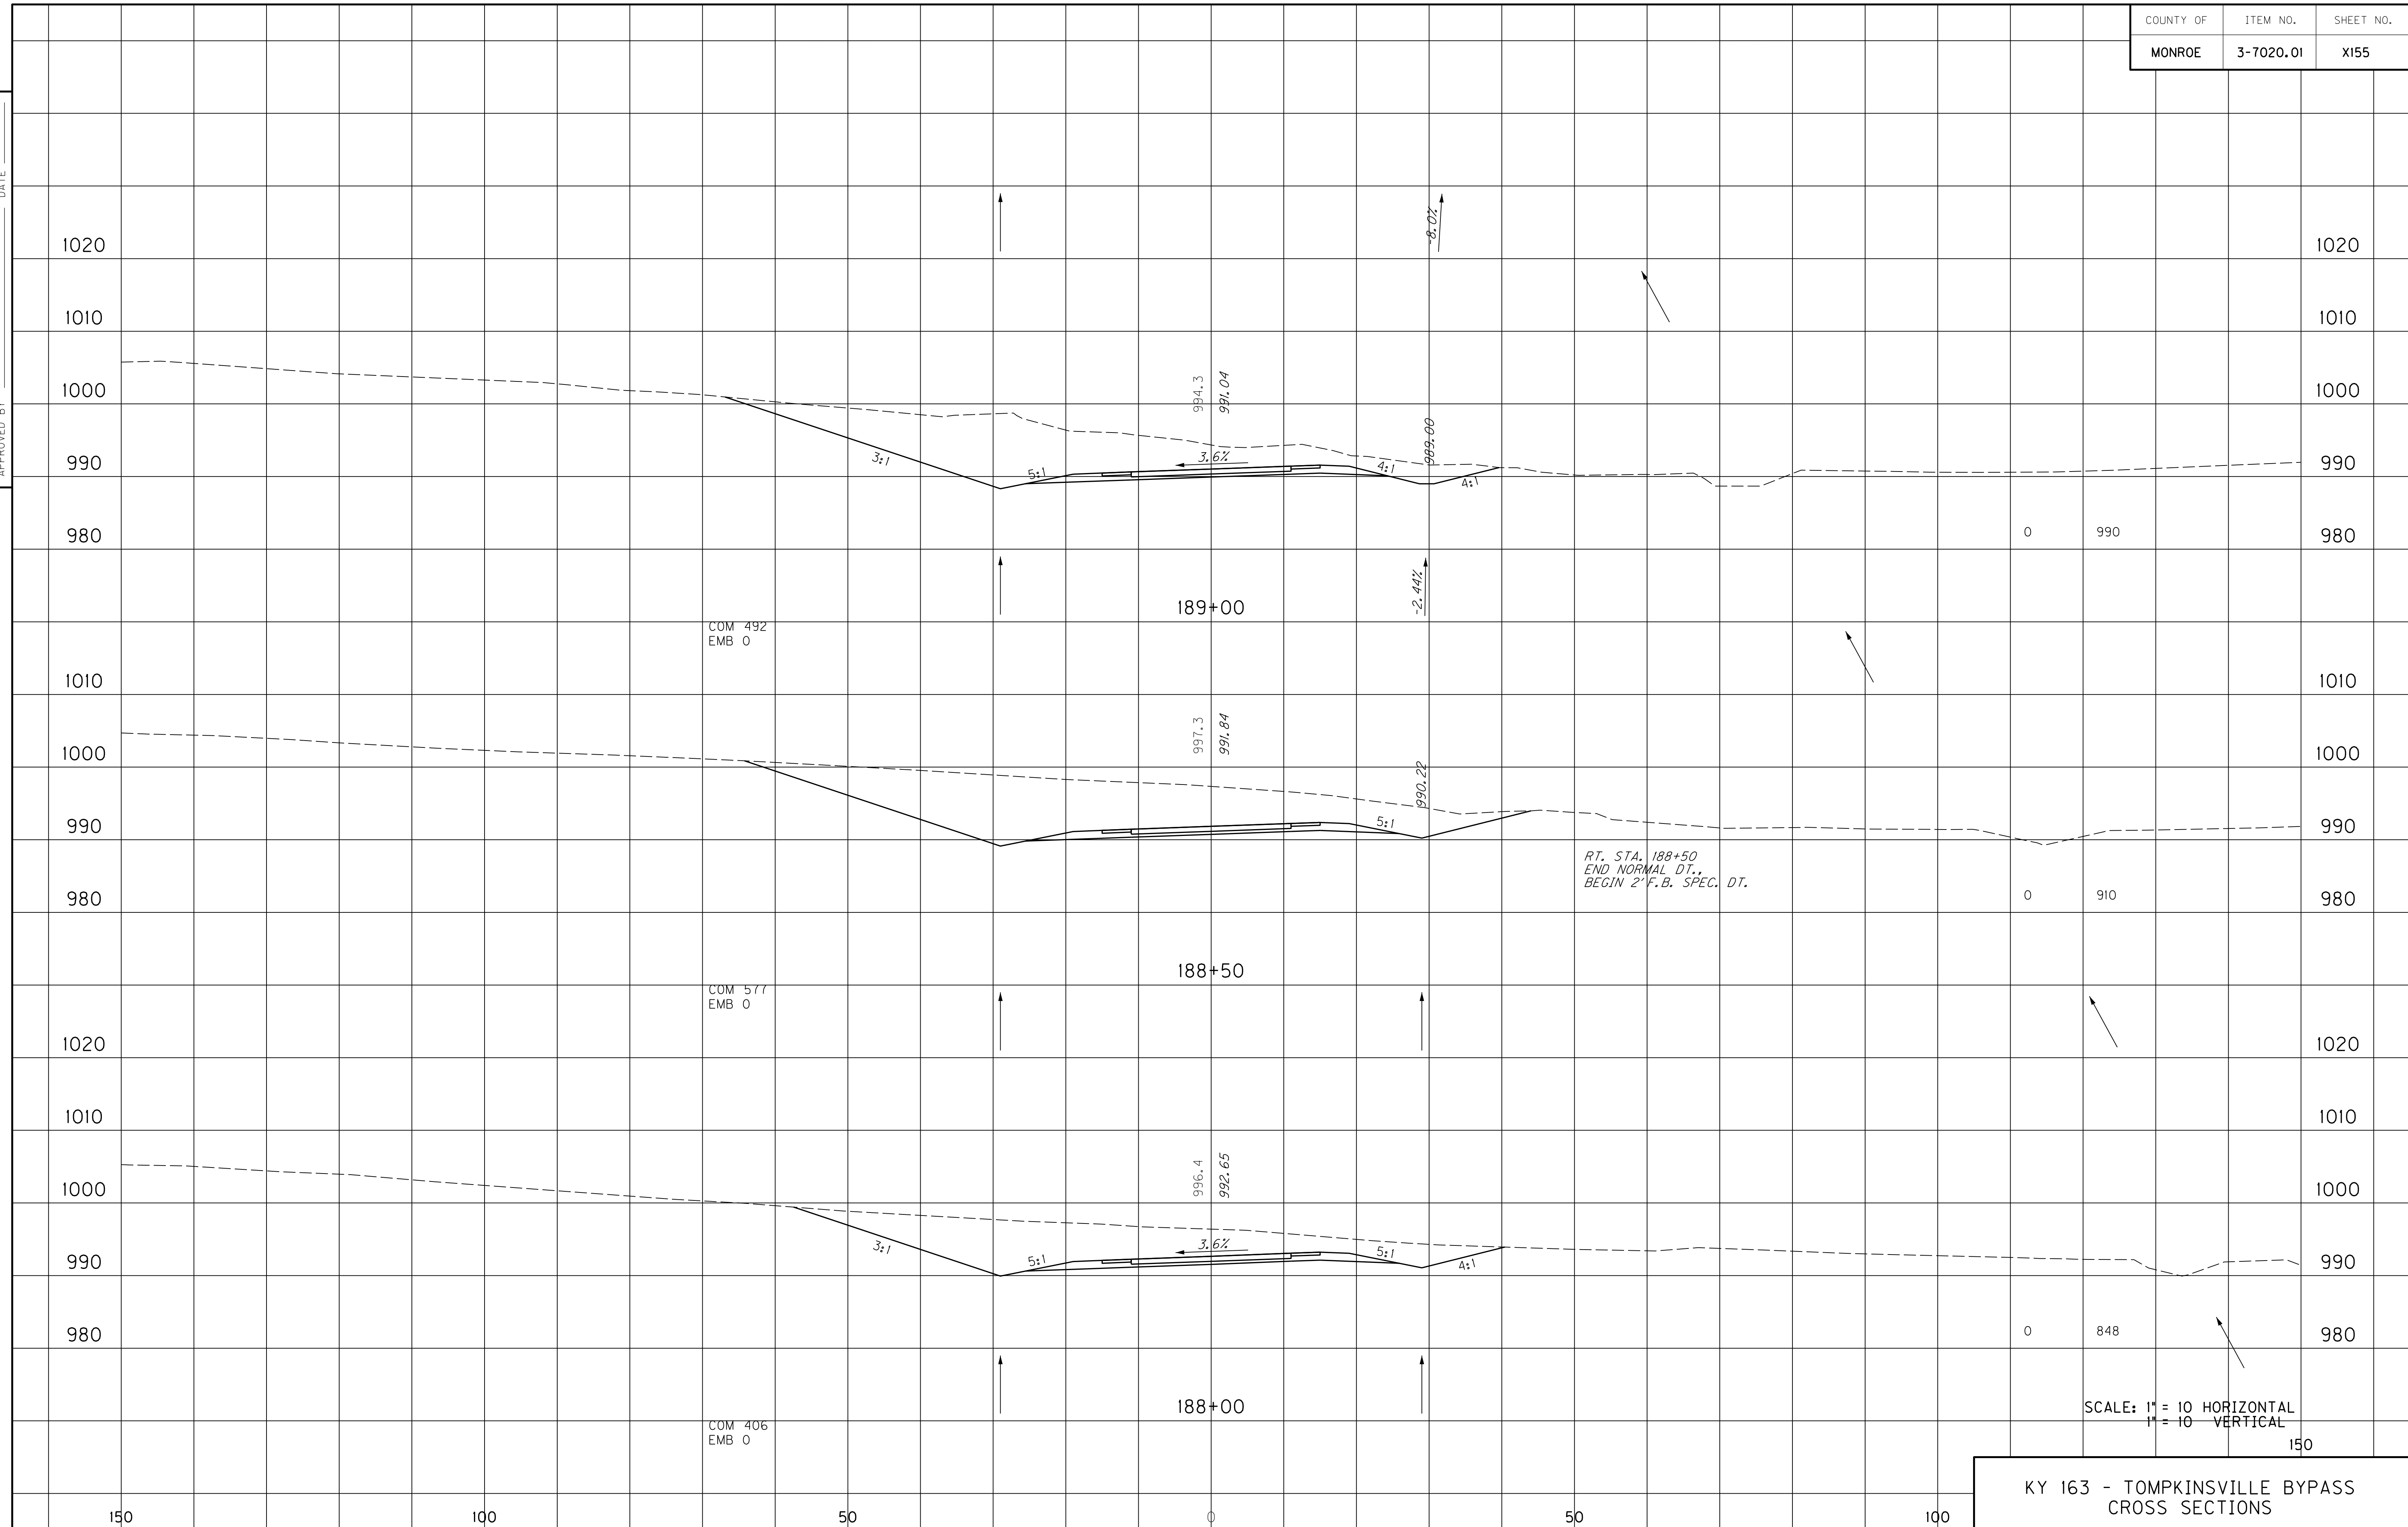 COUNTY OF ITEM NO. SHEET NO.
MONROE 3-7020.01 X155
APPROVED BY DATE
-8.0%
1020 1020
1010 1010
994.3 991.04
1000 1000
989.00
3:1 5:1 3.6% 4:1 4:1
990 990
0 990
980 980
-2.44%
189+00
COM 492
EMB 0
1010 1010
997.3 991.84
1000 1000
990.22
5:1
990 990
RT. STA. 188+50
END NORMAL DT.,
BEGIN 2' F.B. SPEC. DT.
0 910
980 980
188+50
COM 577
EMB 0
1020 1020
1010 1010
996.4 992.65
1000 1000
3:1 5:1 3.6% 5:1 4:1
990 990
0 848
980 980
188+00
COM 406
EMB 0
SCALE: 1" = 10 HORIZONTAL
1" = 10 VERTICAL
150
KY 163 - TOMPKINSVILLE BYPASS
CROSS SECTIONS
150 100 50 0 50 100